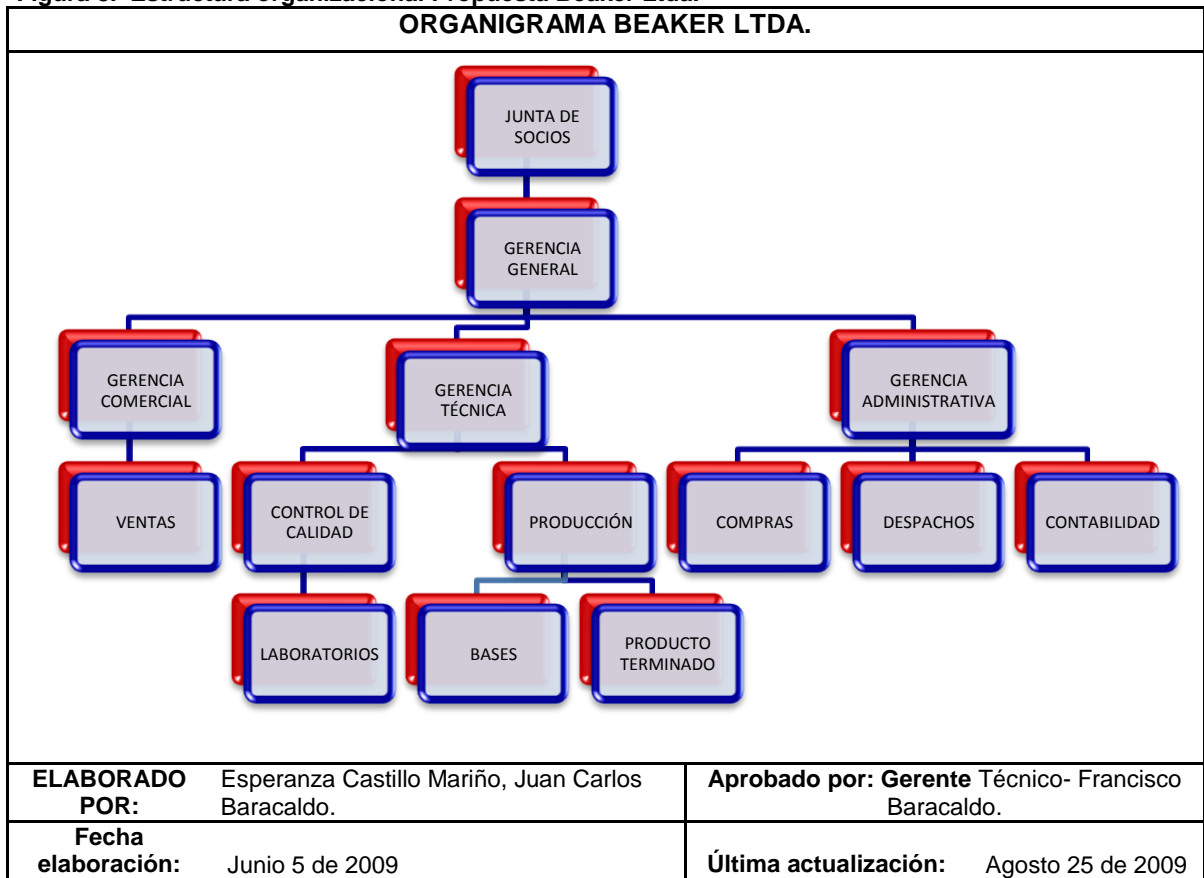 ORGANIGRAMA BEAKER LTDA.
JUNTA DE
SOCIOS
GERENCIA
GENERAL
GERENCIA
COMERCIAL
GERENCIA
TÉCNICA
GERENCIA
ADMINISTRATIVA
VENTAS
CONTROL DE
CALIDAD
PRODUCCIÓN
COMPRAS
DESPACHOS
CONTABILIDAD
LABORATORIOS
BASES
PRODUCTO
TERMINADO
ELABORADO
POR:
Esperanza Castillo Mariño, Juan Carlos
Baracaldo.
Aprobado por: Gerente Técnico- Francisco
Baracaldo.
Fecha
elaboración:
Junio 5 de 2009
Última actualización: Agosto 25 de 2009